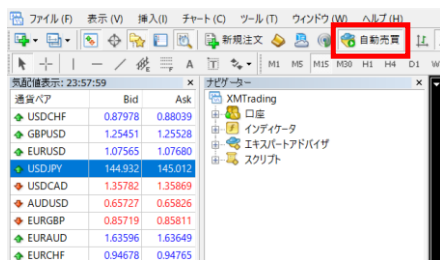 ファイル (F) 表示 (V) 挿入(I) チャート (C) ツール (T) ウィンドウ (W) ヘルプ (H)
新規注文 自動売買
A T M1 M5 M15 M30 H1 H4 D1 W
気配値表示: 23:57:59 ×
通貨ペア Bid Ask
USDCHF 0.87978 0.88039
GBPUSD 1.25451 1.25528
EURUSD 1.07565 1.07680
USDJPY 144.932 145.012
USDCAD 1.35782 1.35869
AUDUSD 0.65727 0.65826
EURGBP 0.85719 0.85811
EURAUD 1.63596 1.63649
EURCHF 0.94678 0.94765
ナビゲーター ×
XMTrading
口座
インディケータ
エキスパートアドバイザ
スクリプト